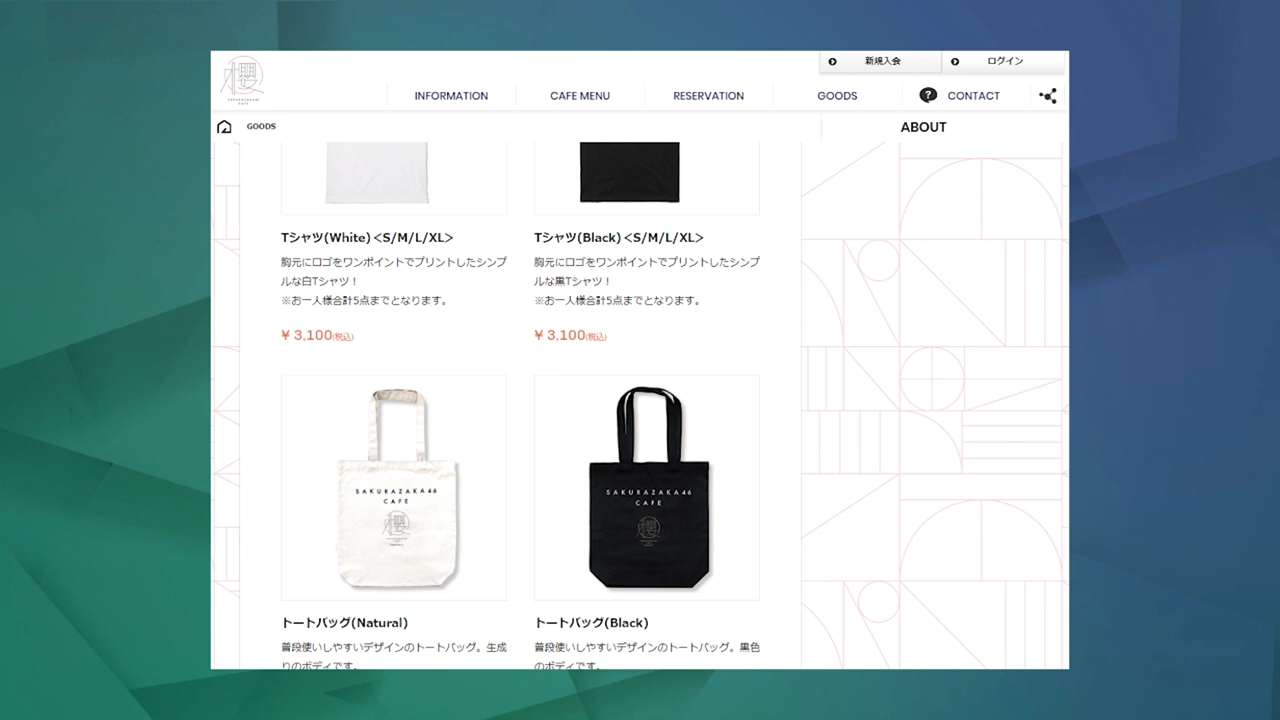 櫻
SAKURAZAKA46
CAFE
新規入会
ログイン
INFORMATION
CAFE MENU
RESERVATION
GOODS
CONTACT
GOODS
ABOUT
Tシャツ(White)<S/M/L/XL>
胸元にロゴをワンポイントでプリントしたシンプ
ルな白Tシャツ！
※お一人様合計5点までとなります。
¥ 3,100(税込)
Tシャツ(Black)<S/M/L/XL>
胸元にロゴをワンポイントでプリントしたシンプ
ルな黒Tシャツ！
※お一人様合計5点までとなります。
¥ 3,100(税込)
SAKURAZAKA46
CAFE
櫻
SAKURAZAKA46
CAFE
櫻
トートバッグ(Natural)
普段使いしやすいデザインのトートバッグ。生成
りのボディです。
トートバッグ(Black)
普段使いしやすいデザインのトートバッグ。黒色
のボディです。